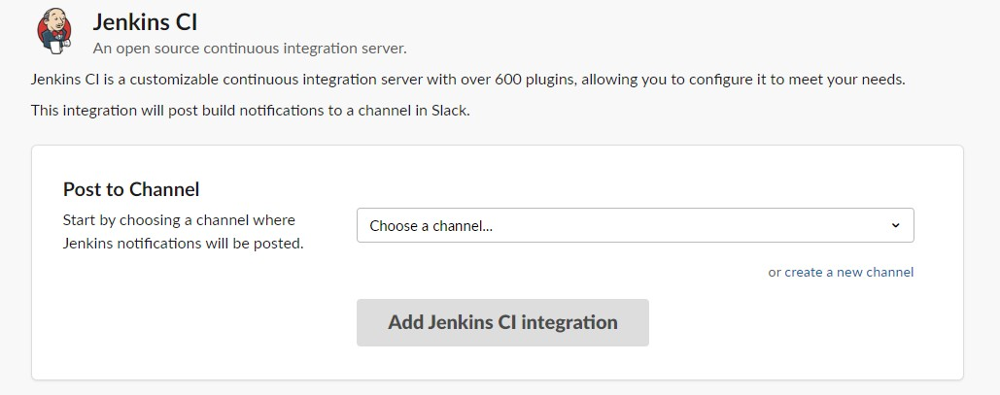 Jenkins CI
An open source continuous integration server.
Jenkins CI is a customizable continuous integration server with over 600 plugins, allowing you to configure it to meet your needs.
This integration will post build notifications to a channel in Slack.
Post to Channel
Start by choosing a channel where
Jenkins notifications will be posted.
Choose a channel...
or create a new channel
Add Jenkins CI integration